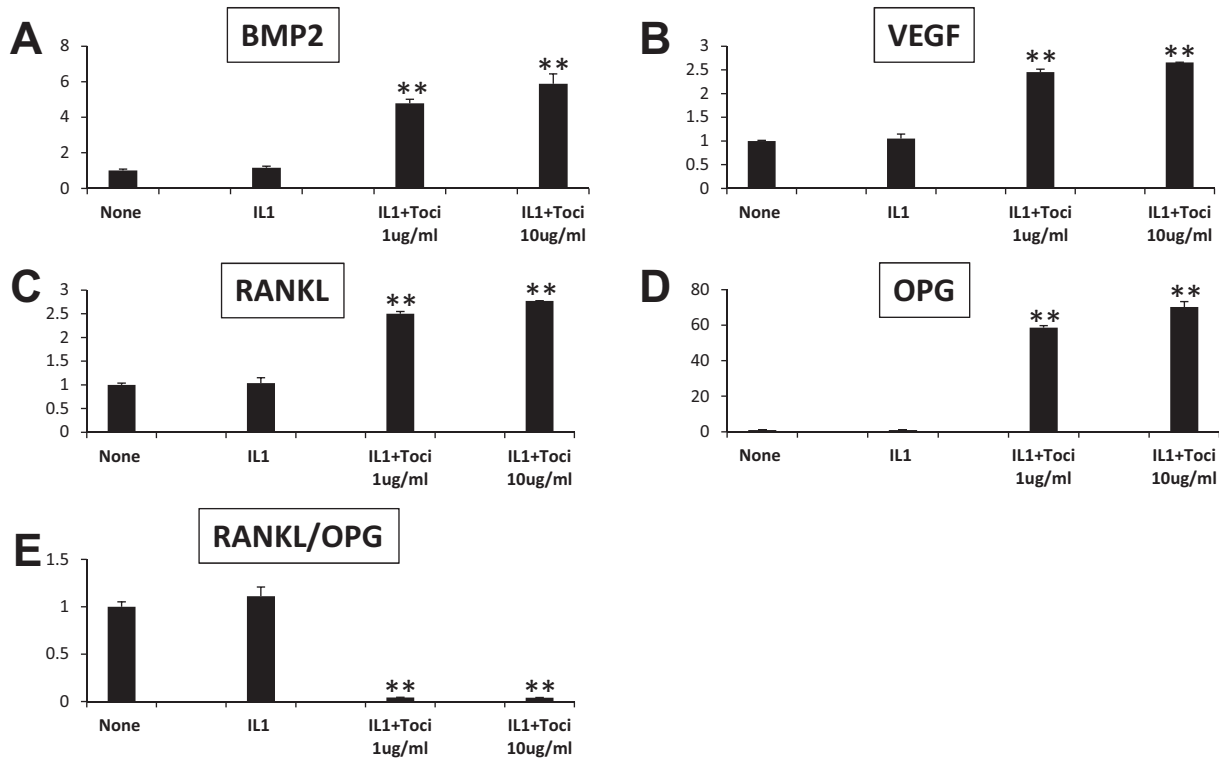 A
BMP2
8
6
4
2
0
**
**
None
IL1
IL1+Toci
1ug/ml
IL1+Toci
10ug/ml
B
VEGF
3
2.5
2
1.5
1
0.5
0
**
**
None
IL1
IL1+Toci
1ug/ml
IL1+Toci
10ug/ml
C
RANKL
3
2.5
2
1.5
1
0.5
0
**
**
None
IL1
IL1+Toci
1ug/ml
IL1+Toci
10ug/ml
D
OPG
80
60
40
20
0
**
**
None
IL1
IL1+Toci
1ug/ml
IL1+Toci
10ug/ml
E
RANKL/OPG
1.5
1
0.5
0
**
**
None
IL1
IL1+Toci
1ug/ml
IL1+Toci
10ug/ml